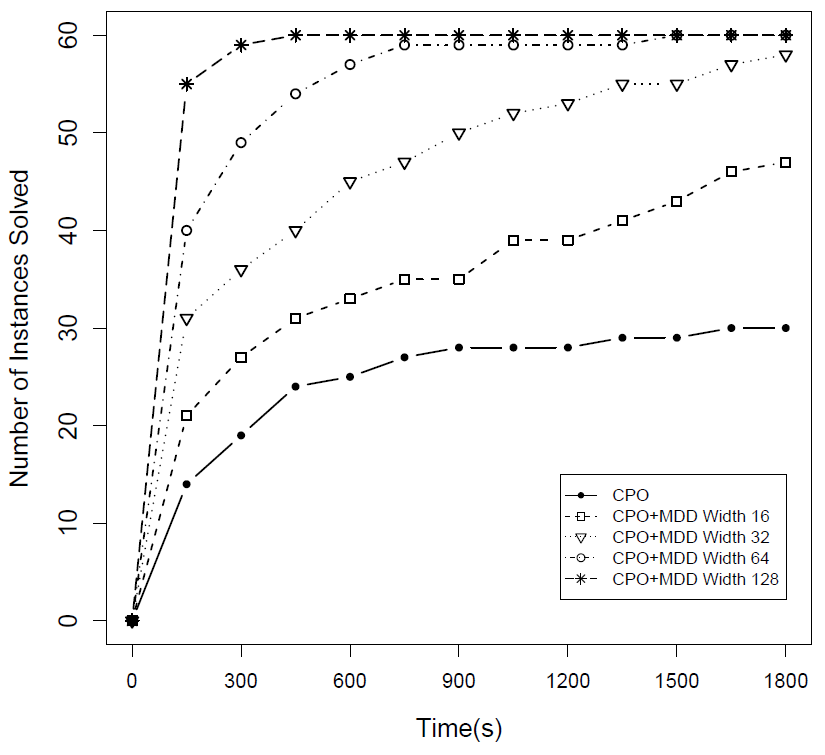 60
50
40
30
20
10
0
Number of Instances Solved
CPO
CPO+MDD Width 16
CPO+MDD Width 32
CPO+MDD Width 64
CPO+MDD Width 128
0 300 600 900 1200 1500 1800
Time(s)